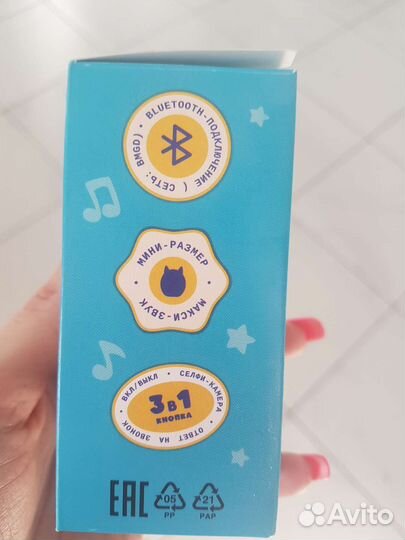 • BLUETOOTH-ПОДКЛЮЧЕНИЕ ( СЕТЬ: BMGD)
МИНИ-РАЗМЕР
• МАКСИ-ЗВУК •
ВКЛ/ВЫКЛ • СЕЛФИ-КАМЕРА • ОТВЕТ НА ЗВОНОК •
3 в 1
КНОПКА
EAC
05
PP
21
PAP
Avito